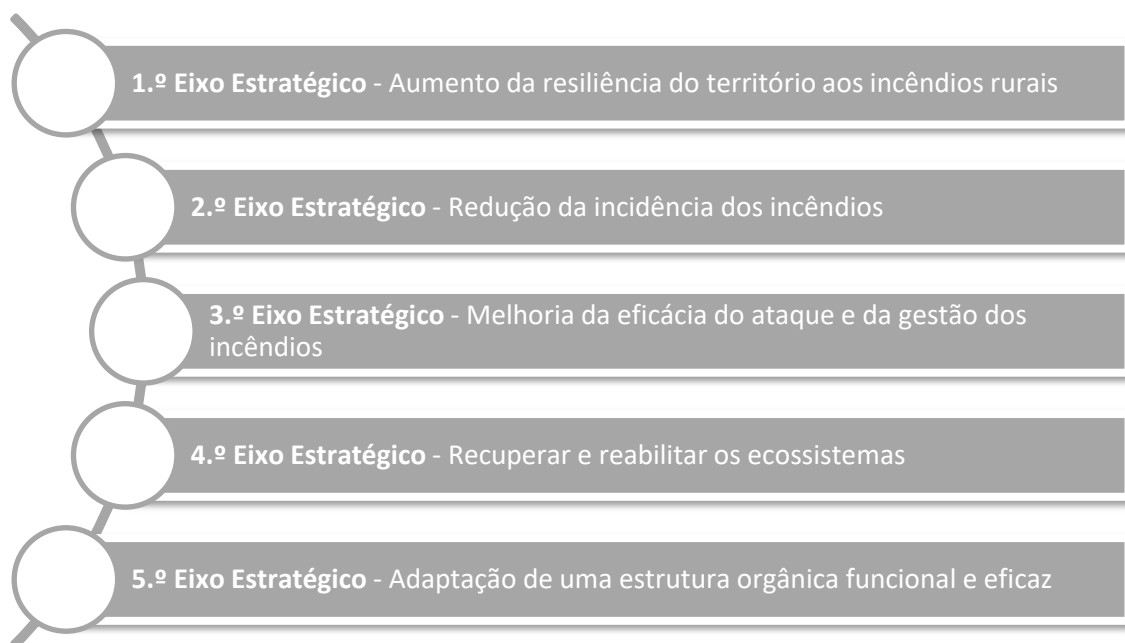 1.º Eixo Estratégico - Aumento da resiliência do território aos incêndios rurais
2.º Eixo Estratégico - Redução da incidência dos incêndios
3.º Eixo Estratégico - Melhoria da eficácia do ataque e da gestão dos
incêndios
4.º Eixo Estratégico - Recuperar e reabilitar os ecossistemas
5.º Eixo Estratégico - Adaptação de uma estrutura orgânica funcional e eficaz